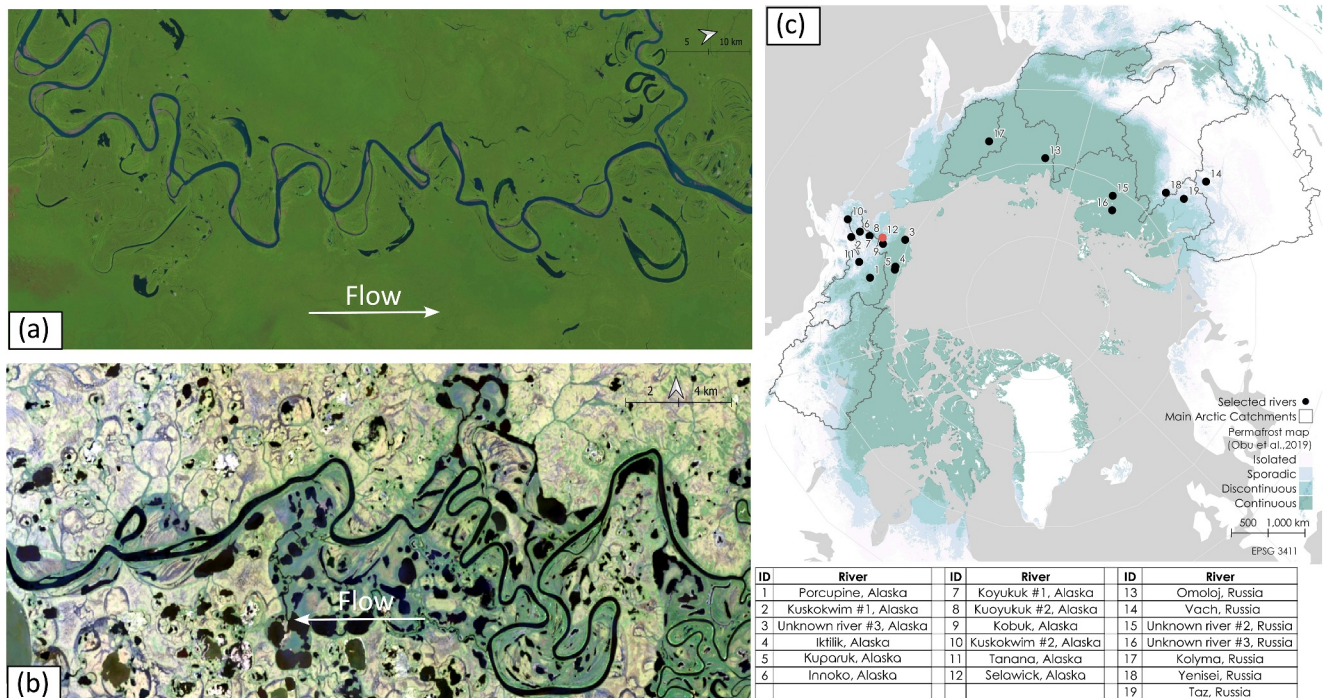 (a)
5 10 km
Flow
(b)
2 4 km
Flow
(c)
17
13
15
16
18
19
14
10
6
8
12
3
2
7
9
11
5
4
1
Selected rivers
Main Arctic Catchments
Permafrost map
(Obu et al.,2019)
Isolated
Sporadic
Discontinuous
Continuous
500 1,000 km
EPSG 3411
ID River ID River ID River
1 Porcupine, Alaska 7 Koyukuk #1, Alaska 13 Omoloj, Russia
2 Kuskokwim #1, Alaska 8 Kuoyukuk #2, Alaska 14 Vach, Russia
3 Unknown river #3, Alaska 9 Kobuk, Alaska 15 Unknown river #2, Russia
4 Iktilik, Alaska 10 Kuskokwim #2, Alaska 16 Unknown river #3, Russia
5 Kuparuk, Alaska 11 Tanana, Alaska 17 Kolyma, Russia
6 Innoko, Alaska 12 Selawick, Alaska 18 Yenisei, Russia
19 Taz, Russia